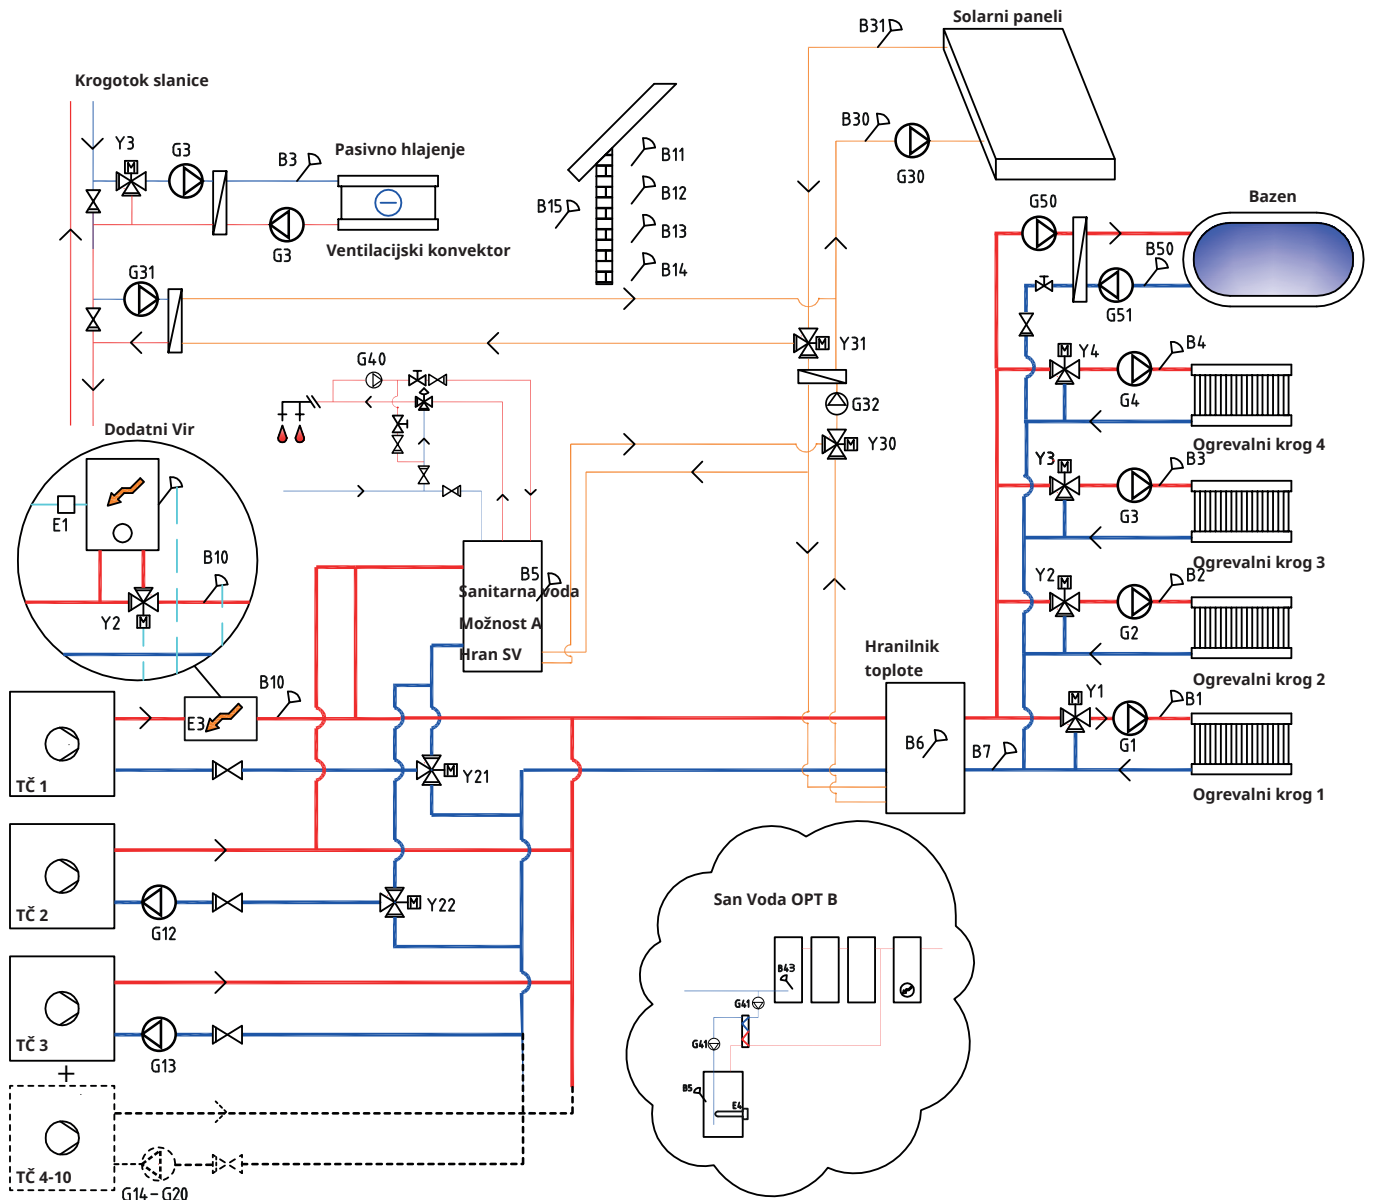 Solarni paneli
B31
Krogotok slanice
B30
G30
Y3
G3
B3
Pasivno hlajenje
B11
B12
B13
B14
B15
G3
Ventilacijski konvektor
G50
Bazen
B50
G51
G31
Y31
G40
G32
Y30
Y4
B4
G4
Ogrevalni krog 4
Dodatni Vir
E1
B10
Y2
Y3
B3
G3
Ogrevalni krog 3
B5
Sanitarna voda
Možnost A
Hran SV
Y2
B2
G2
Ogrevalni krog 2
Hranilnik
toplote
B10
E3
M
TČ 1
Y21
B6
B7
Y1
B1
G1
Ogrevalni krog 1
TČ 2
G12
Y22
San Voda OPT B
B43
G41
G41
B5
E4
TČ 3
G13
+
TČ 4-10
G14-G20